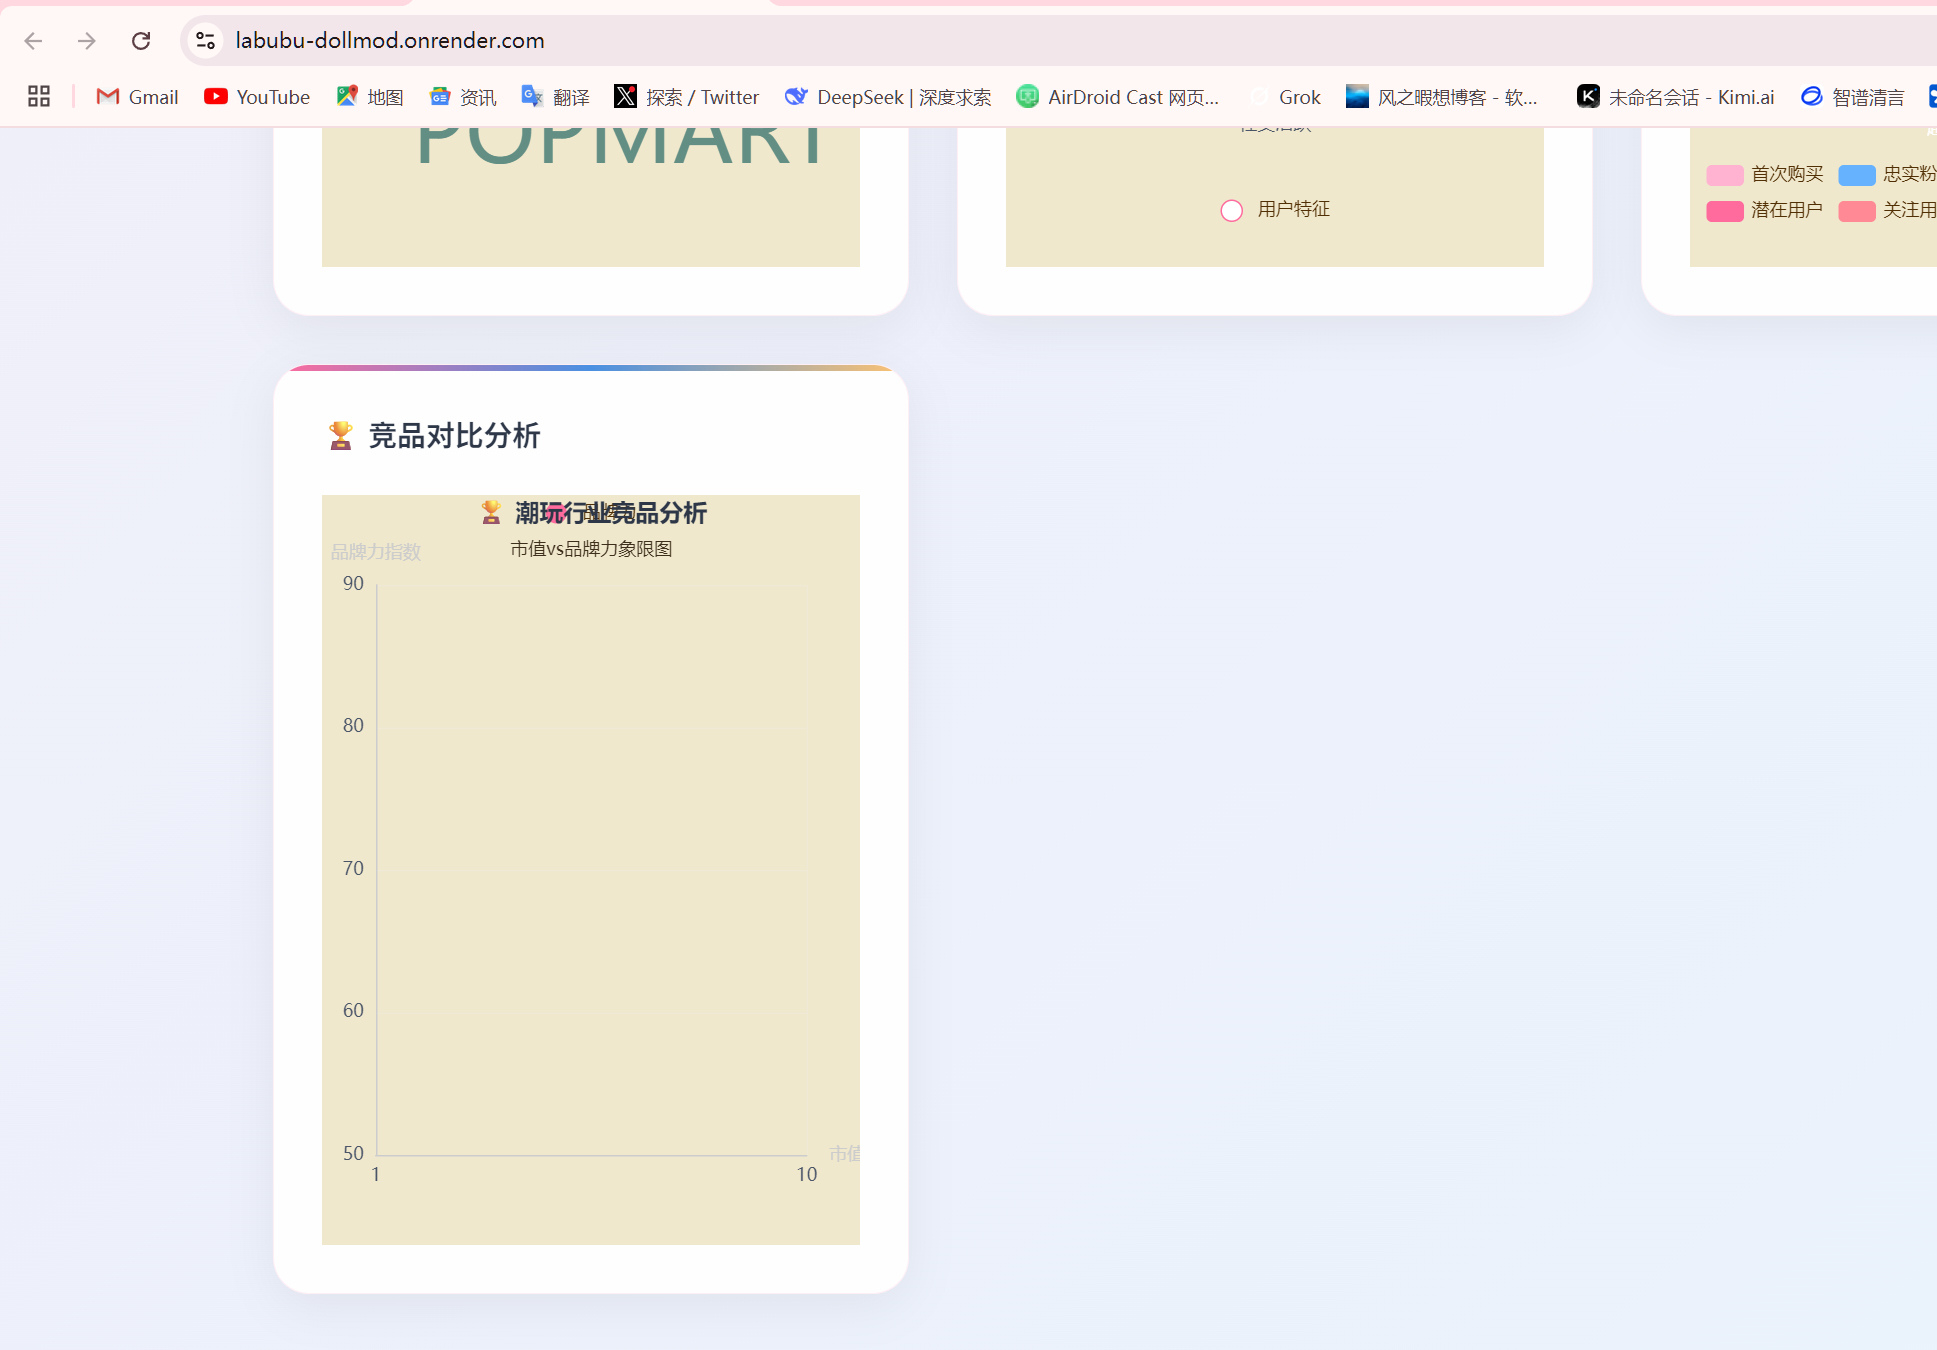 labubu-dollmod.onrender.com
Gmail
YouTube
地图
资讯
翻译
探索 / Twitter
DeepSeek | 深度求索
AirDroid Cast 网页...
Grok
风之暇想博客 - 软...
未命名会话 - Kimi.ai
智谱清言
POPMART
用户特征
首次购买
忠实粉
潜在用户
关注用
🏆 竞品对比分析
🏆 潮玩行业竞品分析
品牌力
市值vs品牌力象限图
品牌力指数
90
80
70
60
50
市值
1
10